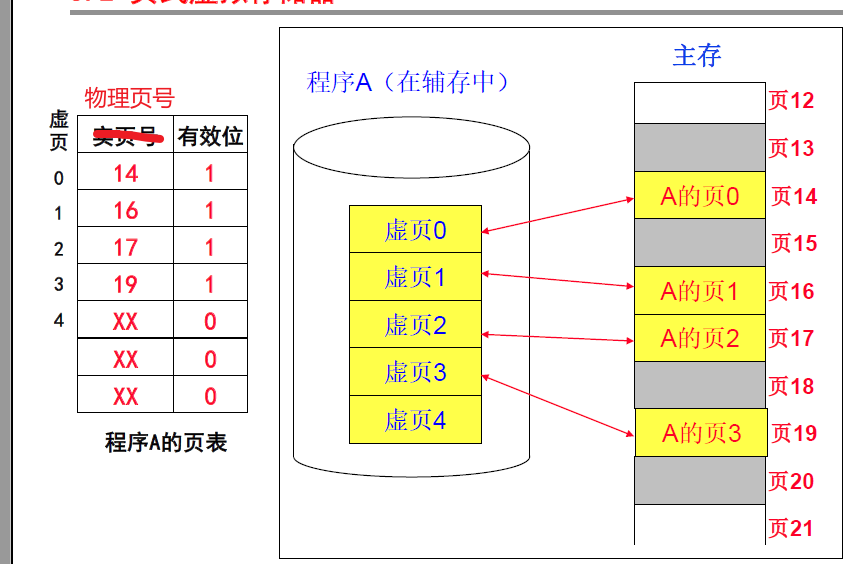 物理页号
虚页
实页号 有效位
0 14 1
1 16 1
2 17 1
3 19 1
4 XX 0
XX 0
XX 0
程序A的页表
程序A（在辅存中）
虚页0
虚页1
虚页2
虚页3
虚页4
主存
页12
页13
A的页0 页14
页15
A的页1 页16
A的页2 页17
页18
A的页3 页19
页20
页21